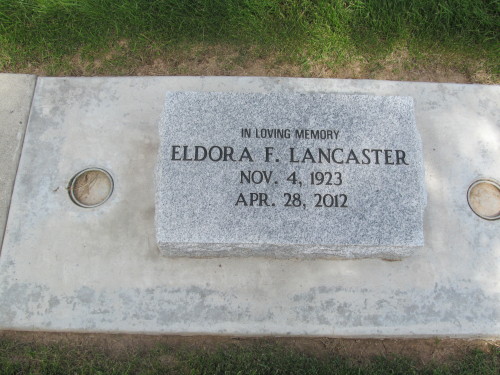 IN LOVING MEMORY
ELDORA F. LANCASTER
NOV. 4, 1923
APR. 28, 2012